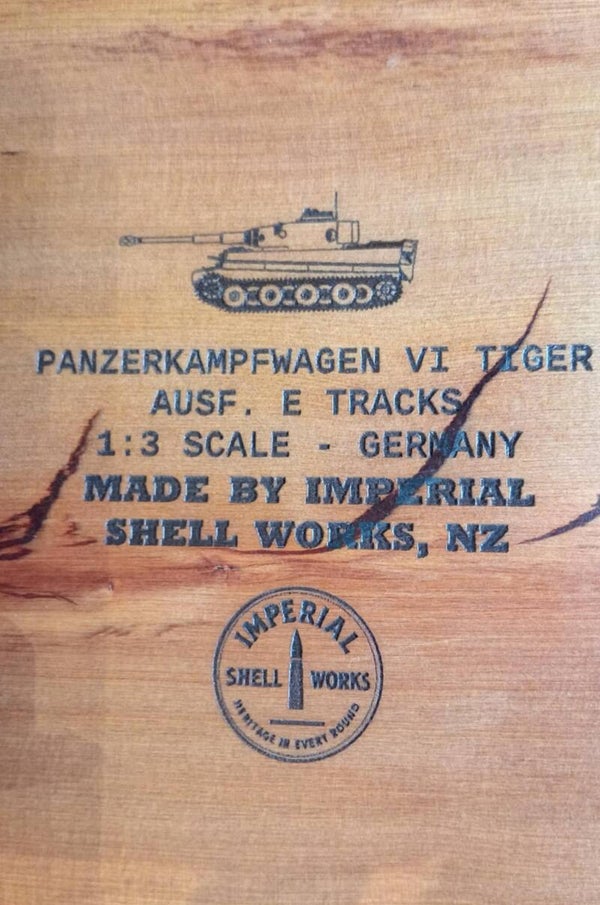 PANZERKAMPFWAGEN VI TIGER
AUSF. E TRACKS
1:3 SCALE - GERMANY
MADE BY IMPERIAL
SHELL WORKS, NZ
IMPERIAL
SHELL WORKS
HERITAGE IN EVERY ROUND